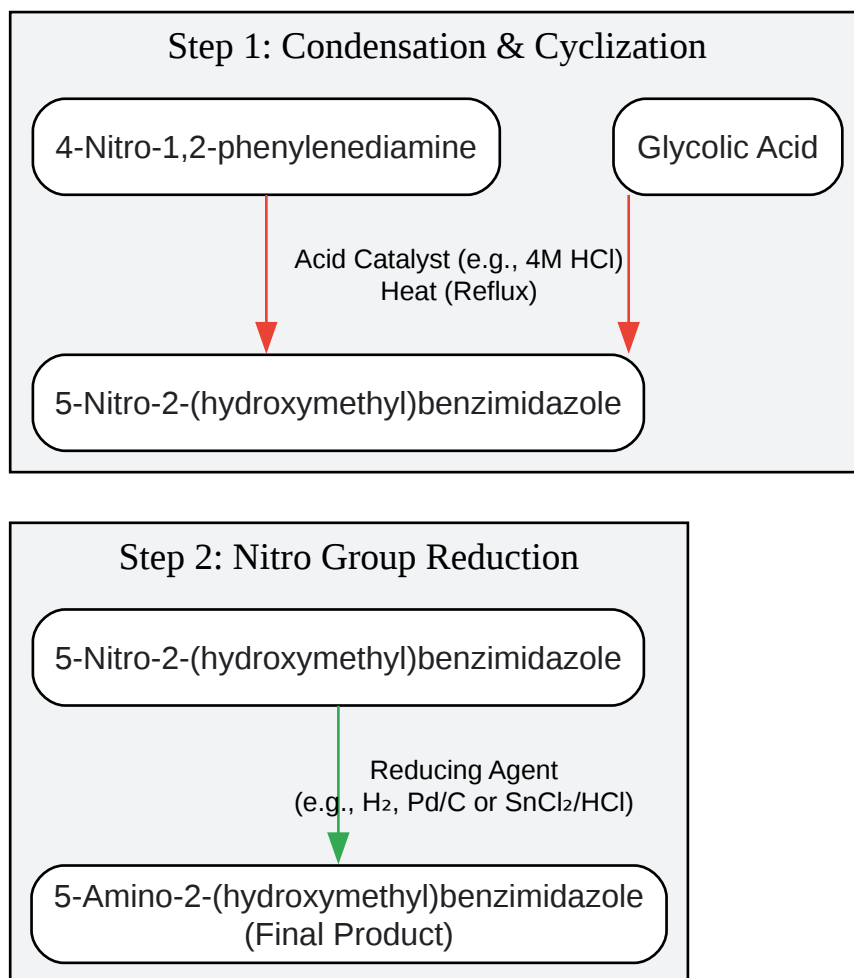 Step 1: Condensation & Cyclization
4-Nitro-1,2-phenylenediamine
Glycolic Acid
Acid Catalyst (e.g., 4M HCl)
Heat (Reflux)
5-Nitro-2-(hydroxymethyl)benzimidazole
Step 2: Nitro Group Reduction
5-Nitro-2-(hydroxymethyl)benzimidazole
Reducing Agent
(e.g., H₂, Pd/C or SnCl₂/HCl)
5-Amino-2-(hydroxymethyl)benzimidazole
(Final Product)